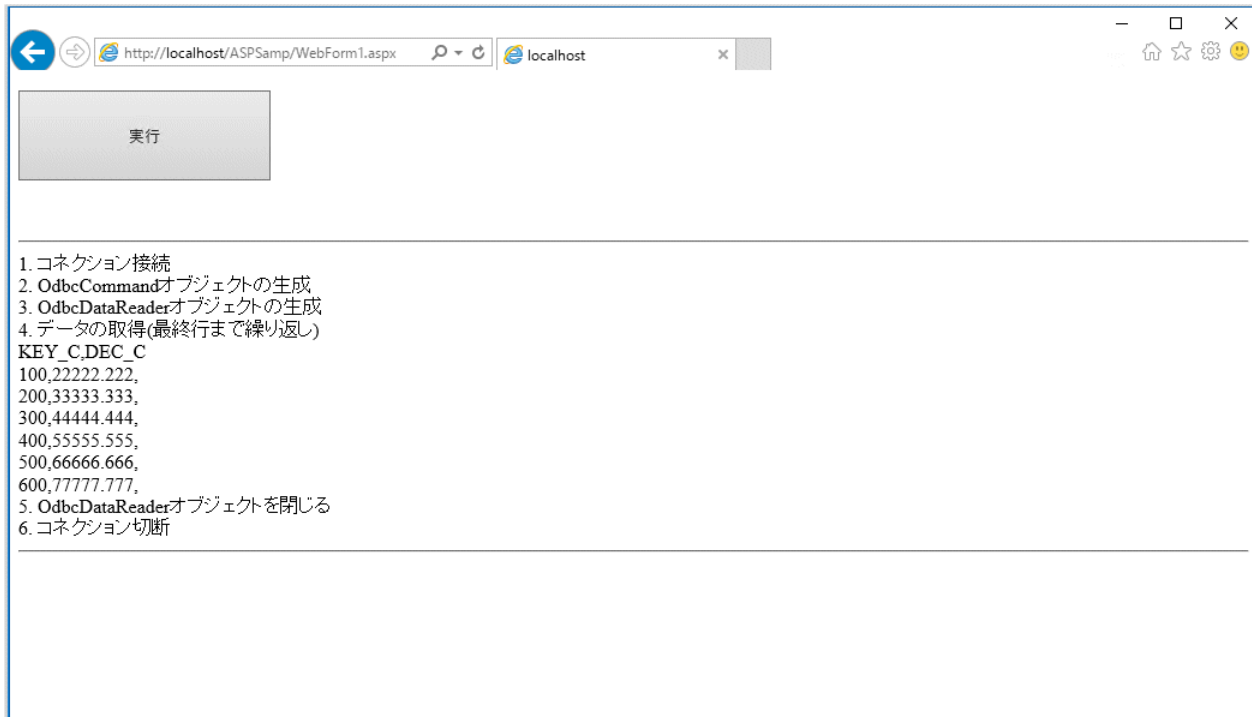 http://localhost/ASPSamp/WebForm1.aspx
localhost
実行
1. コネクション接続
2. OdbcCommandオブジェクトの生成
3. OdbcDataReaderオブジェクトの生成
4. データの取得(最終行まで繰り返し)
KEY_C,DEC_C
100,22222.222,
200,33333.333,
300,44444.444,
400,55555.555,
500,66666.666,
600,77777.777,
5. OdbcDataReaderオブジェクトを閉じる
6. コネクション切断